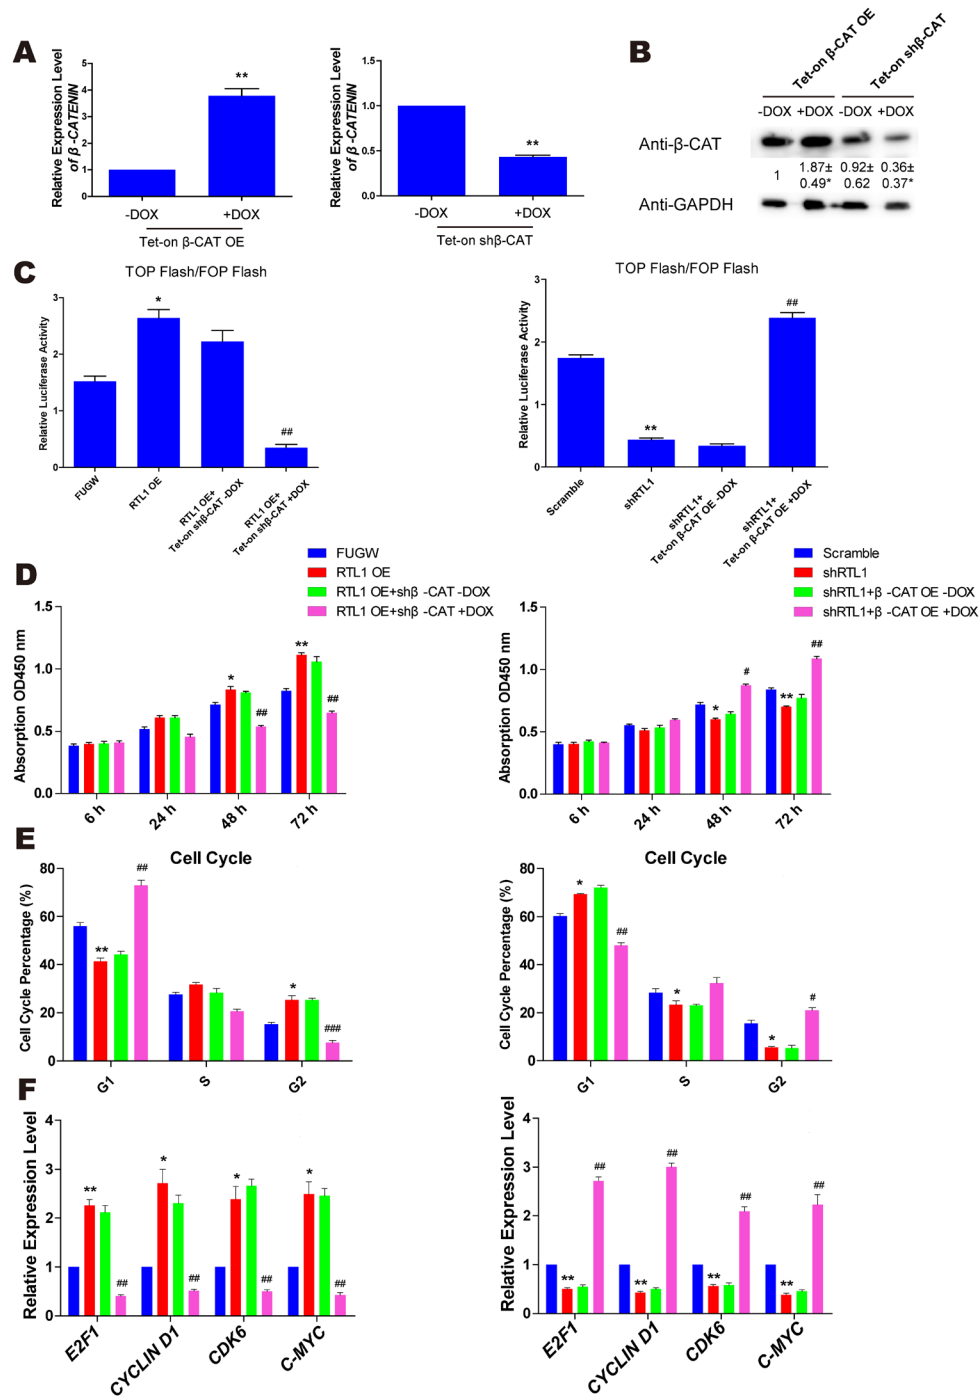 A
Relative Expression Level
of β-CATENIN
5
4
3
2
1
0
**
-DOX
+DOX
Tet-on β-CAT OE
Relative Expression Level
of β-CATENIN
1.5
1.0
0.5
0.0
**
-DOX
+DOX
Tet-on shβ-CAT
B
Tet-on β-CAT OE
Tet-on shβ-CAT
-DOX +DOX -DOX +DOX
Anti-β-CAT
1 1.87± 0.92± 0.36±
0.49* 0.62 0.37*
Anti-GAPDH
C
TOP Flash/FOP Flash
Relative Luciferase Activity
3
2
1
0
*
##
FUGW
RTL1 OE
RTL1 OE+
Tet-on shβ-CAT -DOX
RTL1 OE+
Tet-on shβ-CAT +DOX
TOP Flash/FOP Flash
Relative Luciferase Activity
3
2
1
0
**
##
Scramble
shRTL1
shRTL1+
Tet-on β-CAT OE -DOX
shRTL1+
Tet-on β-CAT OE +DOX
D
FUGW
RTL1 OE
RTL1 OE+shβ -CAT -DOX
RTL1 OE+shβ -CAT +DOX
Absorption OD450 nm
1.5
1.0
0.5
0.0
*
##
**
##
6 h
24 h
48 h
72 h
Scramble
shRTL1
shRTL1+β -CAT OE -DOX
shRTL1+β -CAT OE +DOX
Absorption OD450 nm
1.5
1.0
0.5
0.0
*
#
**
##
6 h
24 h
48 h
72 h
E
Cell Cycle
Cell Cycle Percentage (%)
80
60
40
20
0
**
##
*
###
G1
S
G2
Cell Cycle
Cell Cycle Percentage (%)
80
60
40
20
0
*
##
*
*
#
G1
S
G2
F
Relative Expression Level
4
3
2
1
0
**
##
*
##
*
##
*
##
E2F1
CYCLIN D1
CDK6
C-MYC
Relative Expression Level
4
3
2
1
0
**
##
**
##
**
##
**
##
E2F1
CYCLIN D1
CDK6
C-MYC